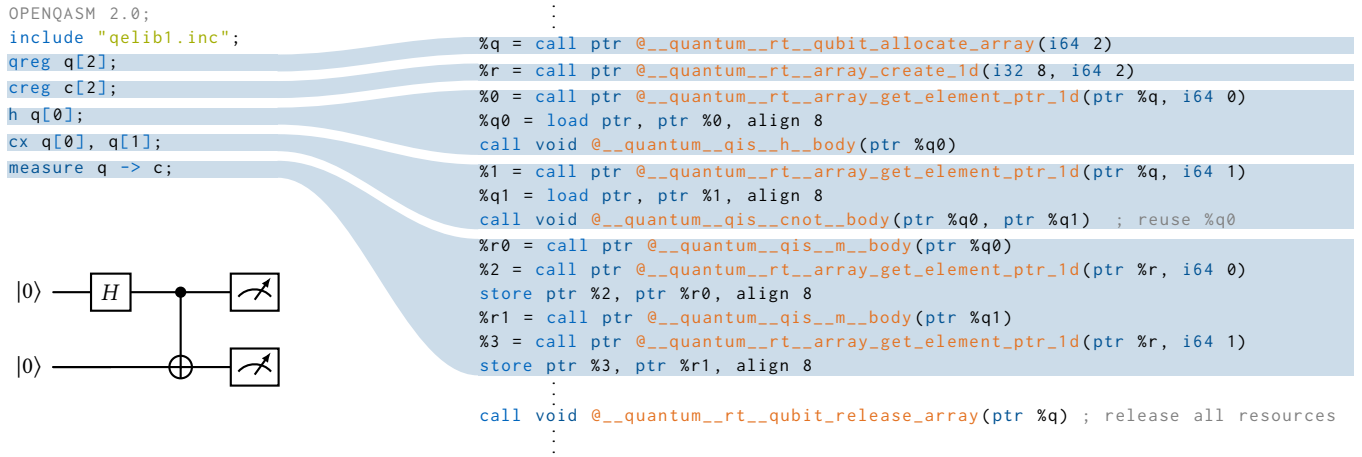 OPENQASM 2.0;
include "qelib1.inc";
qreg q[2];
creg c[2];
h q[0];
cx q[0], q[1];
measure q -> c;
|0⟩ H
|0⟩
%q = call ptr @__quantum__rt__qubit_allocate_array(i64 2)
%r = call ptr @__quantum__rt__array_create_1d(i32 8, i64 2)
%0 = call ptr @__quantum__rt__array_get_element_ptr_1d(ptr %q, i64 0)
%q0 = load ptr, ptr %0, align 8
call void @__quantum__qis__h__body(ptr %q0)
%1 = call ptr @__quantum__rt__array_get_element_ptr_1d(ptr %q, i64 1)
%q1 = load ptr, ptr %1, align 8
call void @__quantum__qis__cnot__body(ptr %q0, ptr %q1) ; reuse %q0
%r0 = call ptr @__quantum__qis__m__body(ptr %q0)
%2 = call ptr @__quantum__rt__array_get_element_ptr_1d(ptr %r, i64 0)
store ptr %2, ptr %r0, align 8
%r1 = call ptr @__quantum__qis__m__body(ptr %q1)
%3 = call ptr @__quantum__rt__array_get_element_ptr_1d(ptr %r, i64 1)
store ptr %3, ptr %r1, align 8
call void @__quantum__rt__qubit_release_array(ptr %q) ; release all resources